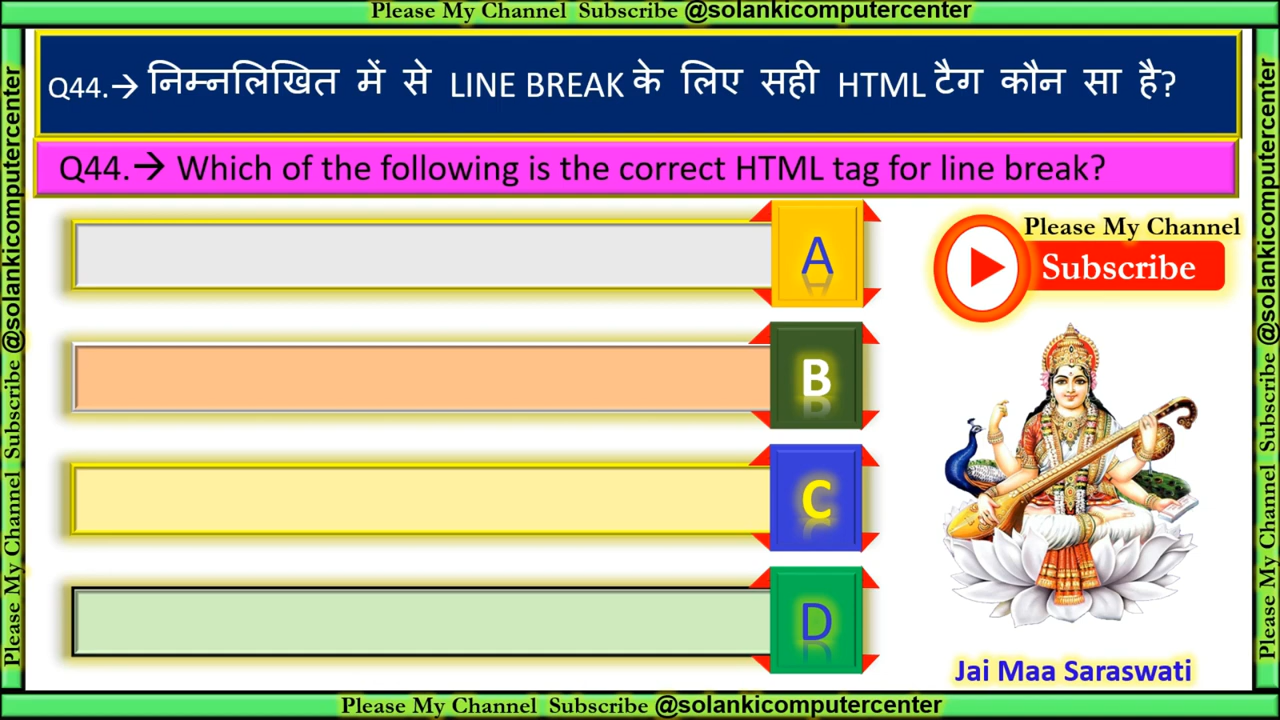 Please My Channel Subscribe @solankicomputercenter
Q44.→ निम्नलिखित में से LINE BREAK के लिए सही HTML टैग कौन सा है?
Q44.→ Which of the following is the correct HTML tag for line break?
A
B
C
D
Please My Channel
Subscribe
Jai Maa Saraswati
Please My Channel Subscribe @solankicomputercenter
Please My Channel Subscribe @solankicomputercenter
Please My Channel Subscribe @solankicomputercenter